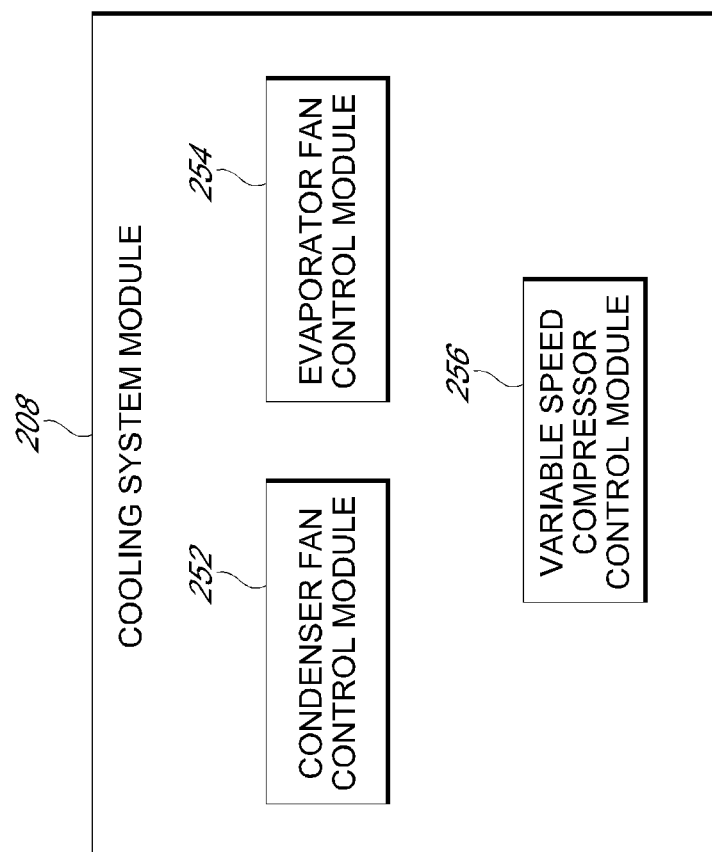 208
COOLING SYSTEM MODULE
252
CONDENSER FAN
CONTROL MODULE
254
EVAPORATOR FAN
CONTROL MODULE
256
VARIABLE SPEED
COMPRESSOR
CONTROL MODULE